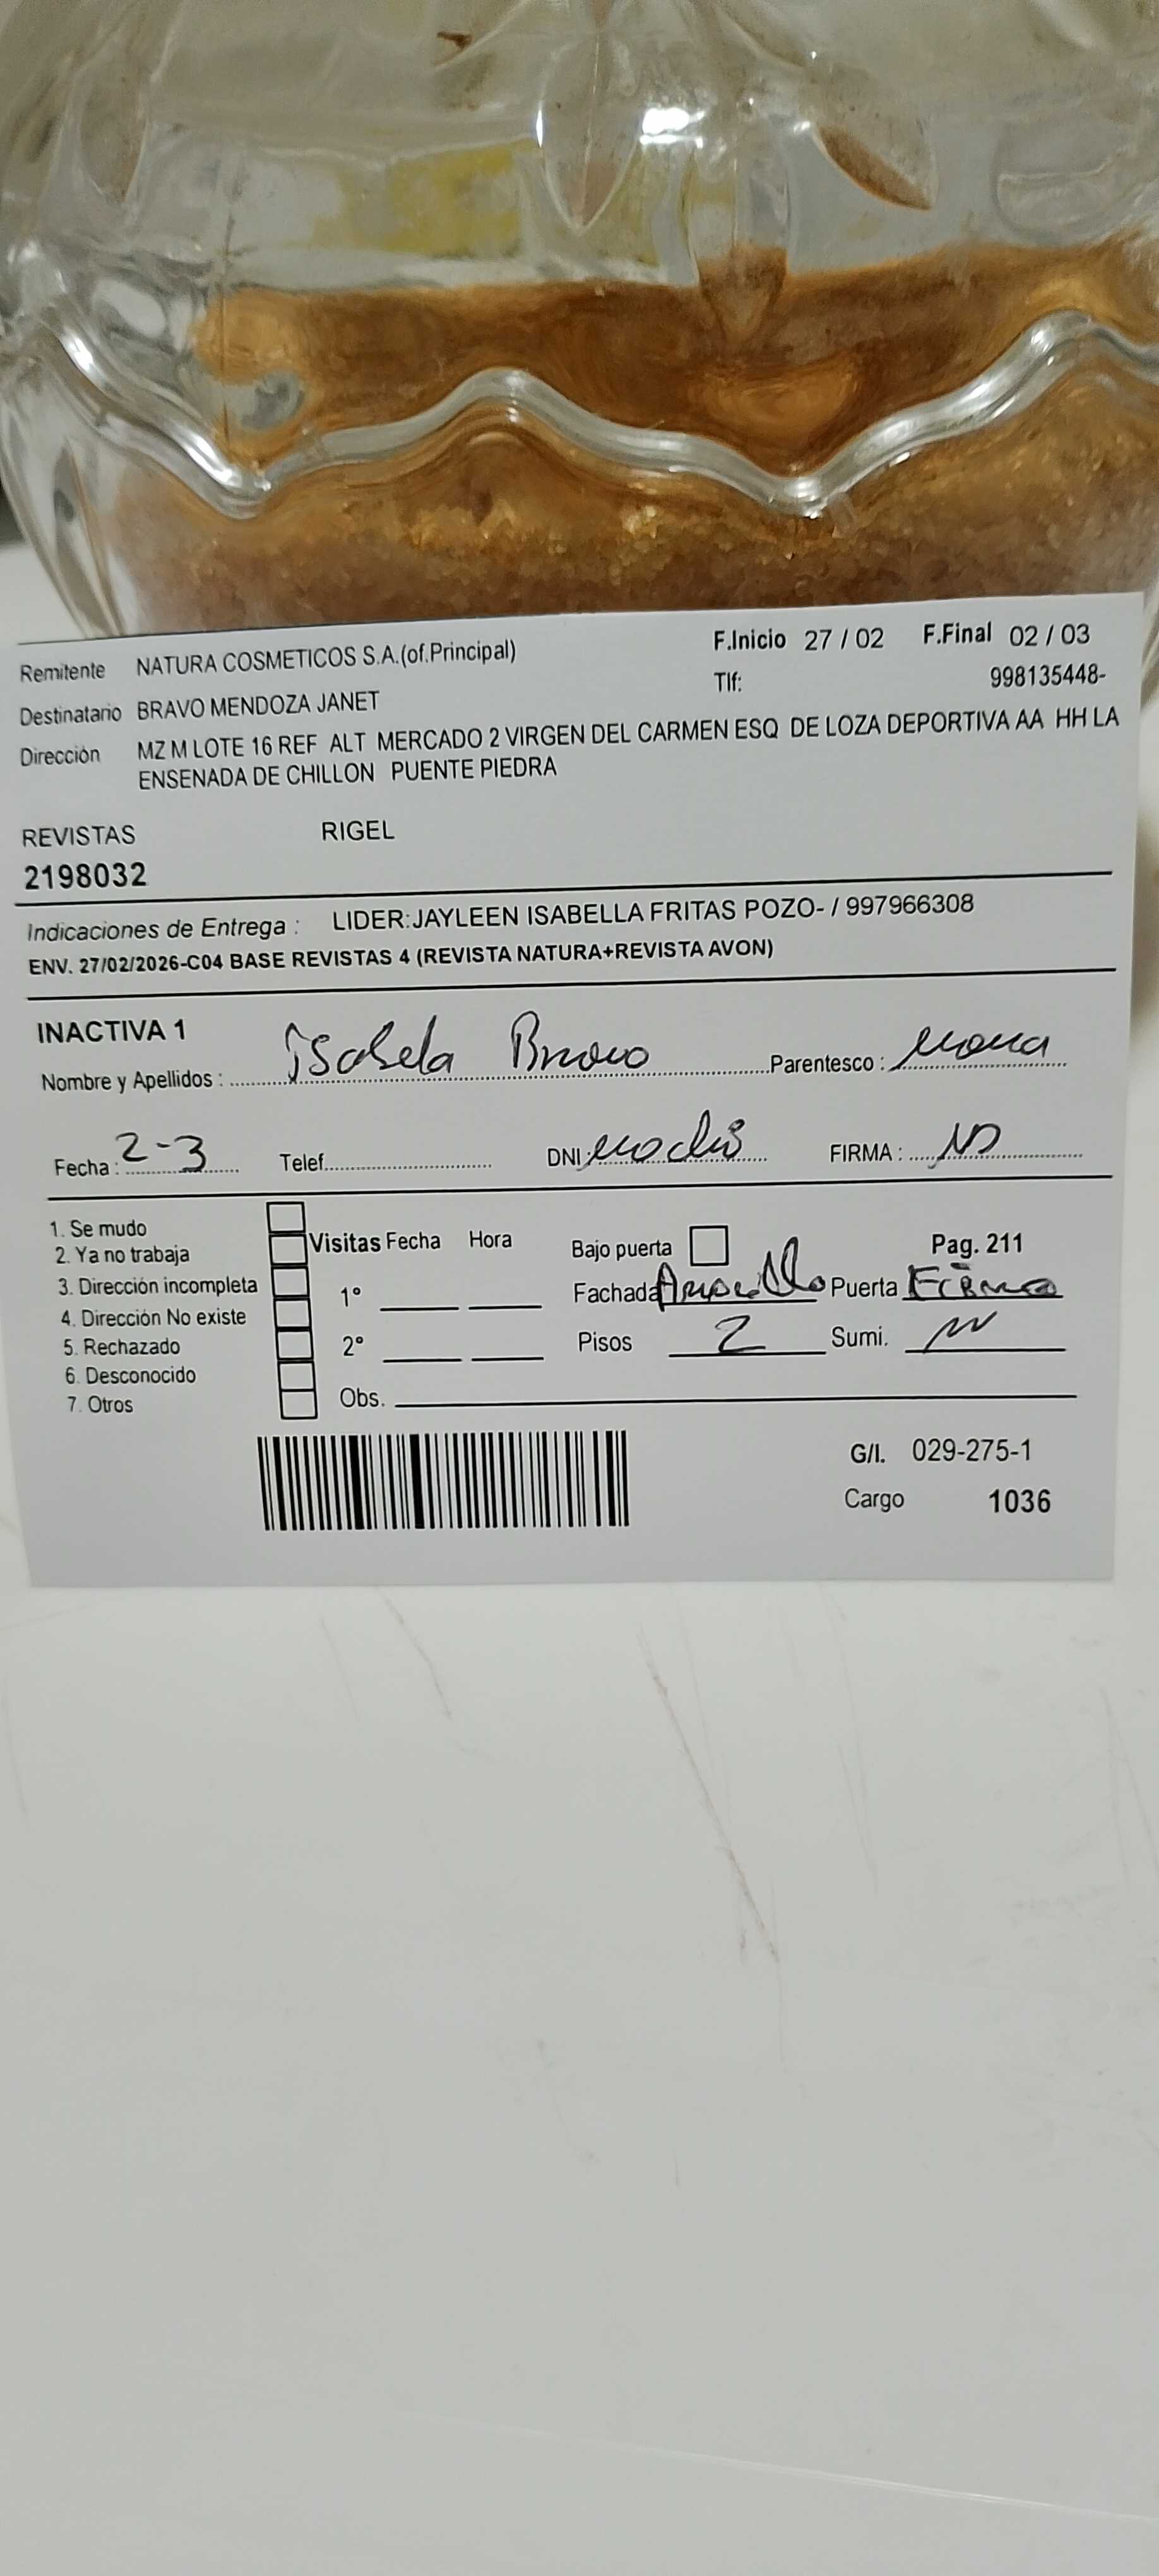 Remitente NATURA COSMETICOS S.A.(of.Principal) F.Inicio 27 / 02 F.Final 02 / 03
Tlf: 998135448-
Destinatario BRAVO MENDOZA JANET
Dirección MZ M LOTE 16 REF ALT MERCADO 2 VIRGEN DEL CARMEN ESQ DE LOZA DEPORTIVA AA HH LA
ENSENADA DE CHILLON PUENTE PIEDRA
REVISTAS RIGEL
2198032
Indicaciones de Entrega : LIDER:JAYLEEN ISABELLA FRITAS POZO- / 997966308
ENV. 27/02/2026-C04 BASE REVISTAS 4 (REVISTA NATURA+REVISTA AVON)
INACTIVA 1
Nombre y Apellidos : Isabela Bravo Parentesco :
Fecha : 2-3 Telef. DNI FIRMA :
1. Se mudo
2. Ya no trabaja
3. Dirección incompleta
4. Dirección No existe
5. Rechazado
6. Desconocido
7. Otros
Visitas Fecha Hora
1°
2°
Obs.
Bajo puerta Pag. 211
Fachada Puerta
Pisos 2 Sumi.
G/I. 029-275-1
Cargo 1036